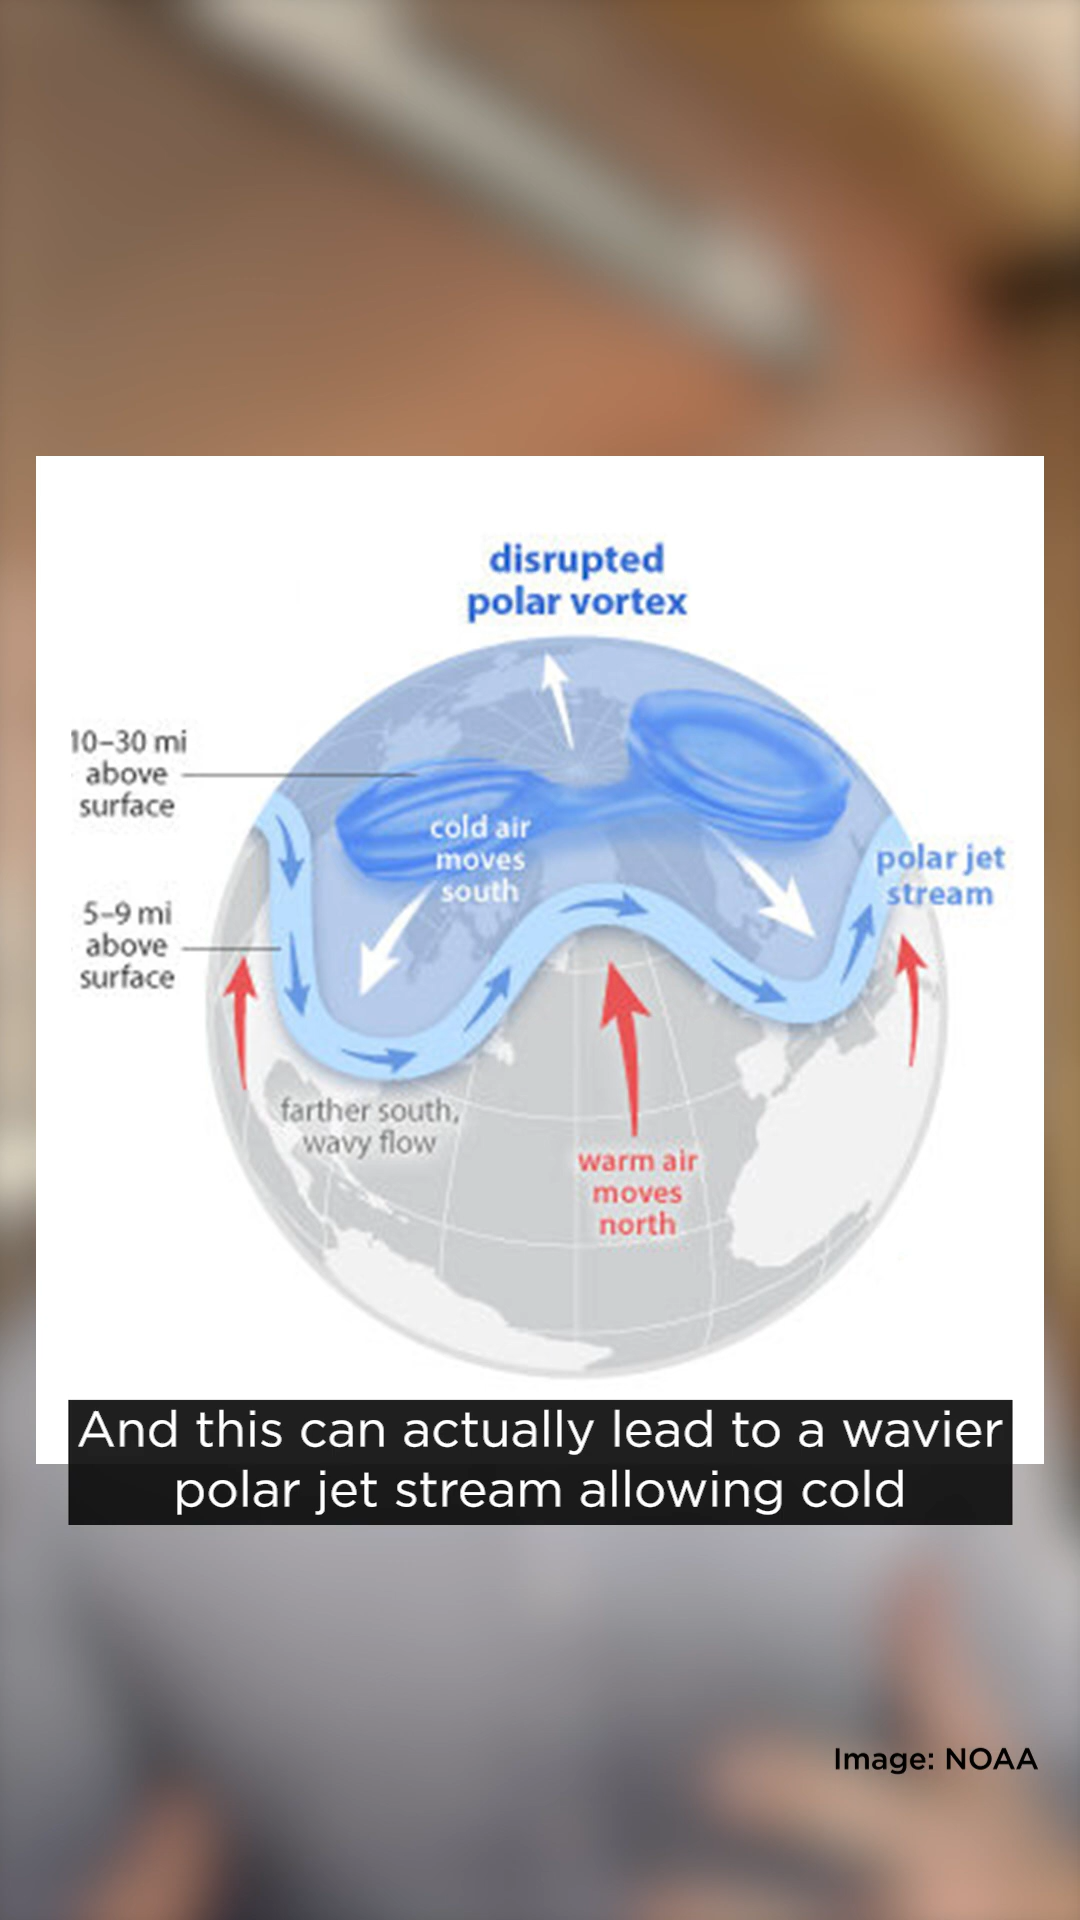 disrupted
polar vortex
10–30 mi
above
surface
cold air
moves
south
polar jet
stream
5–9 mi
above
surface
farther south,
wavy flow
warm air
moves
north
And this can actually lead to a wavier
polar jet stream allowing cold
Image: NOAA